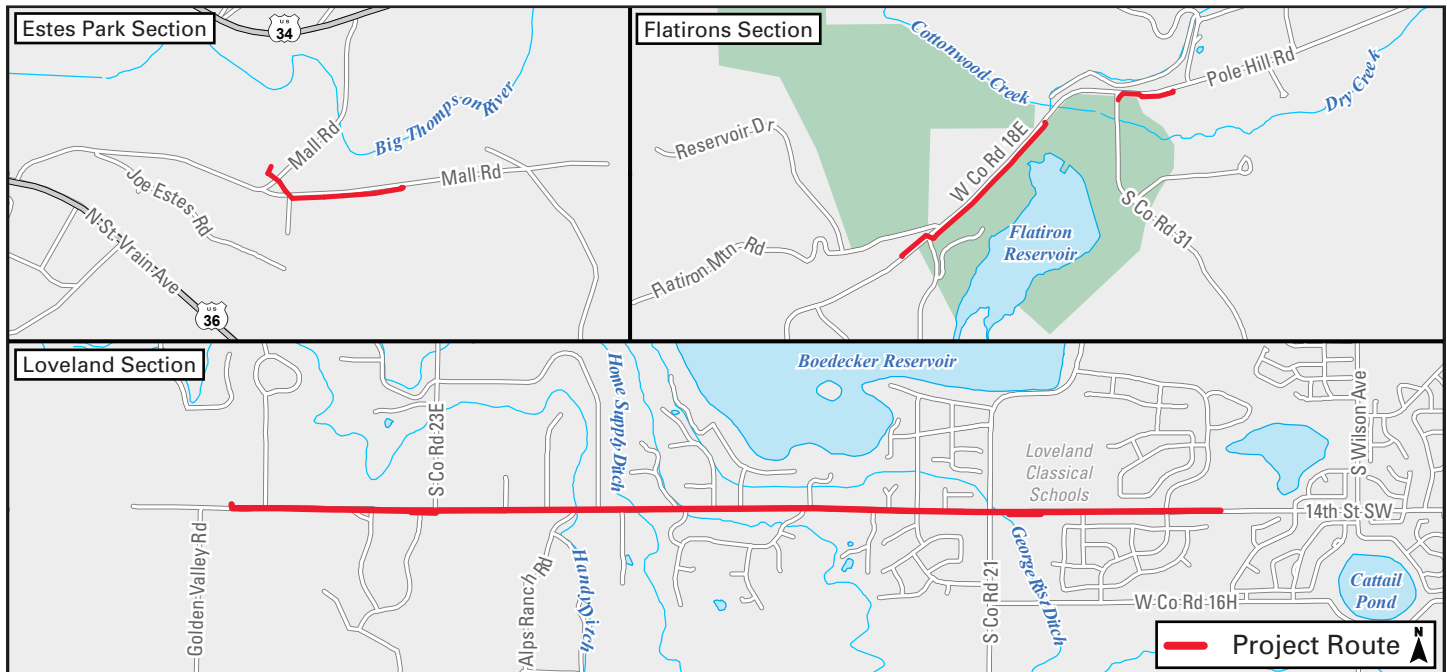 Estes Park Section
US
34
Big Thompson
River
Mall Rd
Mall Rd
Joe Estes Rd
N St Vrain Ave
US
36
Flatirons Section
Cottonwood Creek
Pole Hill Rd
Dry Creek
Reservoir Dr
W Co Rd 18E
S Co Rd 31
Flatiron
Reservoir
Flatiron Mtn Rd
Loveland Section
Home Supply Ditch
Boedecker Reservoir
S Co Rd 23E
S Wilson Ave
Loveland
Classical
Schools
14th St SW
Golden Valley Rd
Alps Ranch Rd
Handy Ditch
S Co Rd 21
George Rist Ditch
W Co Rd 16H
Cattail
Pond
Project Route
N